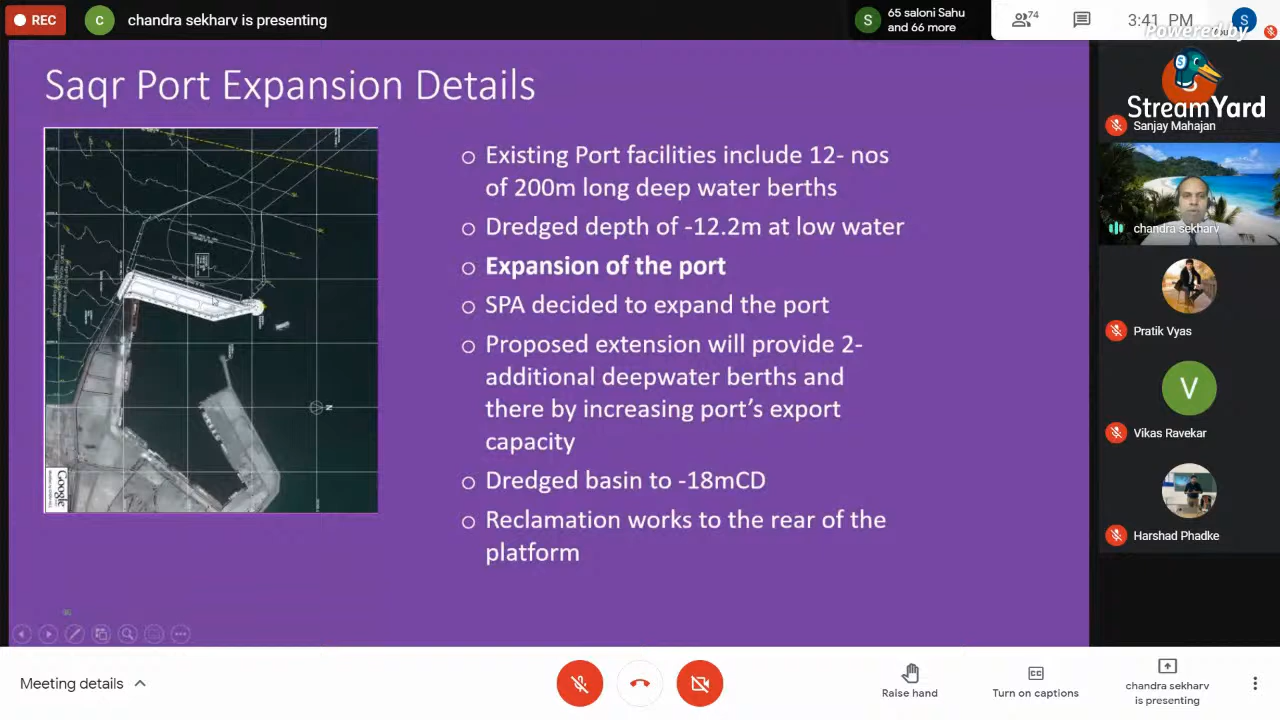 REC
C
chandra sekharv is presenting
S
65 saloni Sahu
and 66 more
74
3:41 PM
S
Powered by
StreamYard
Sanjay Mahajan
chandra sekharv
Pratik Vyas
V
Vikas Ravekar
Harshad Phadke
Saqr Port Expansion Details
Existing Port facilities include 12- nos
of 200m long deep water berths
Dredged depth of -12.2m at low water
Expansion of the port
SPA decided to expand the port
Proposed extension will provide 2-
additional deepwater berths and
there by increasing port's export
capacity
Dredged basin to -18mCD
Reclamation works to the rear of the
platform
N
Google
Meeting details
Raise hand
CC
Turn on captions
chandra sekharv
is presenting